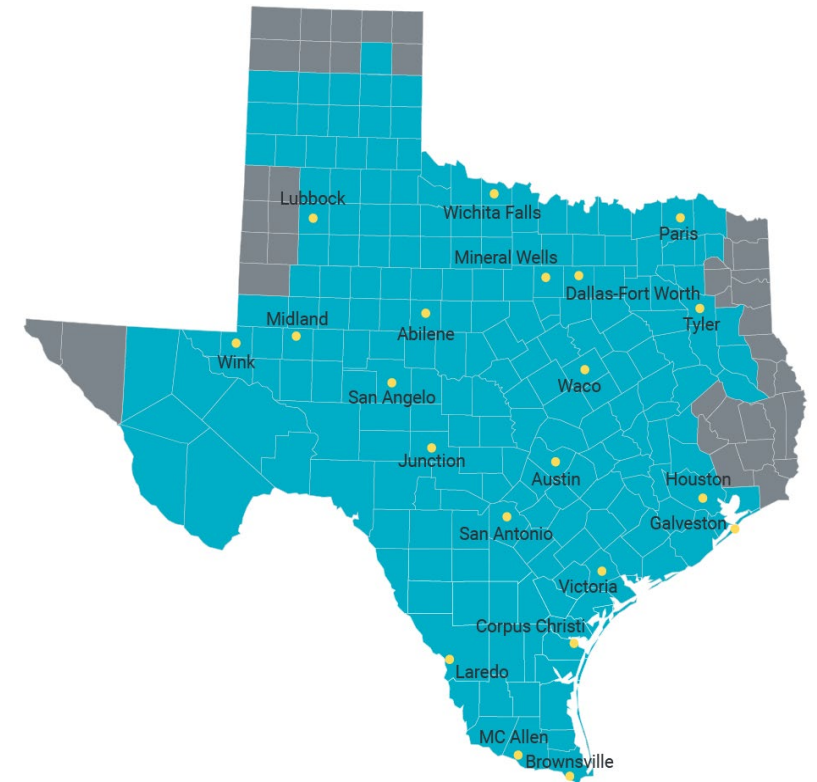 Lubbock
Wichita Falls
Paris
Mineral Wells
Dallas-Fort Worth
Midland
Abilene
Tyler
Wink
Waco
San Angelo
Junction
Austin
Houston
Galveston
San Antonio
Victoria
Corpus Christi
Laredo
MC Allen
Brownsville